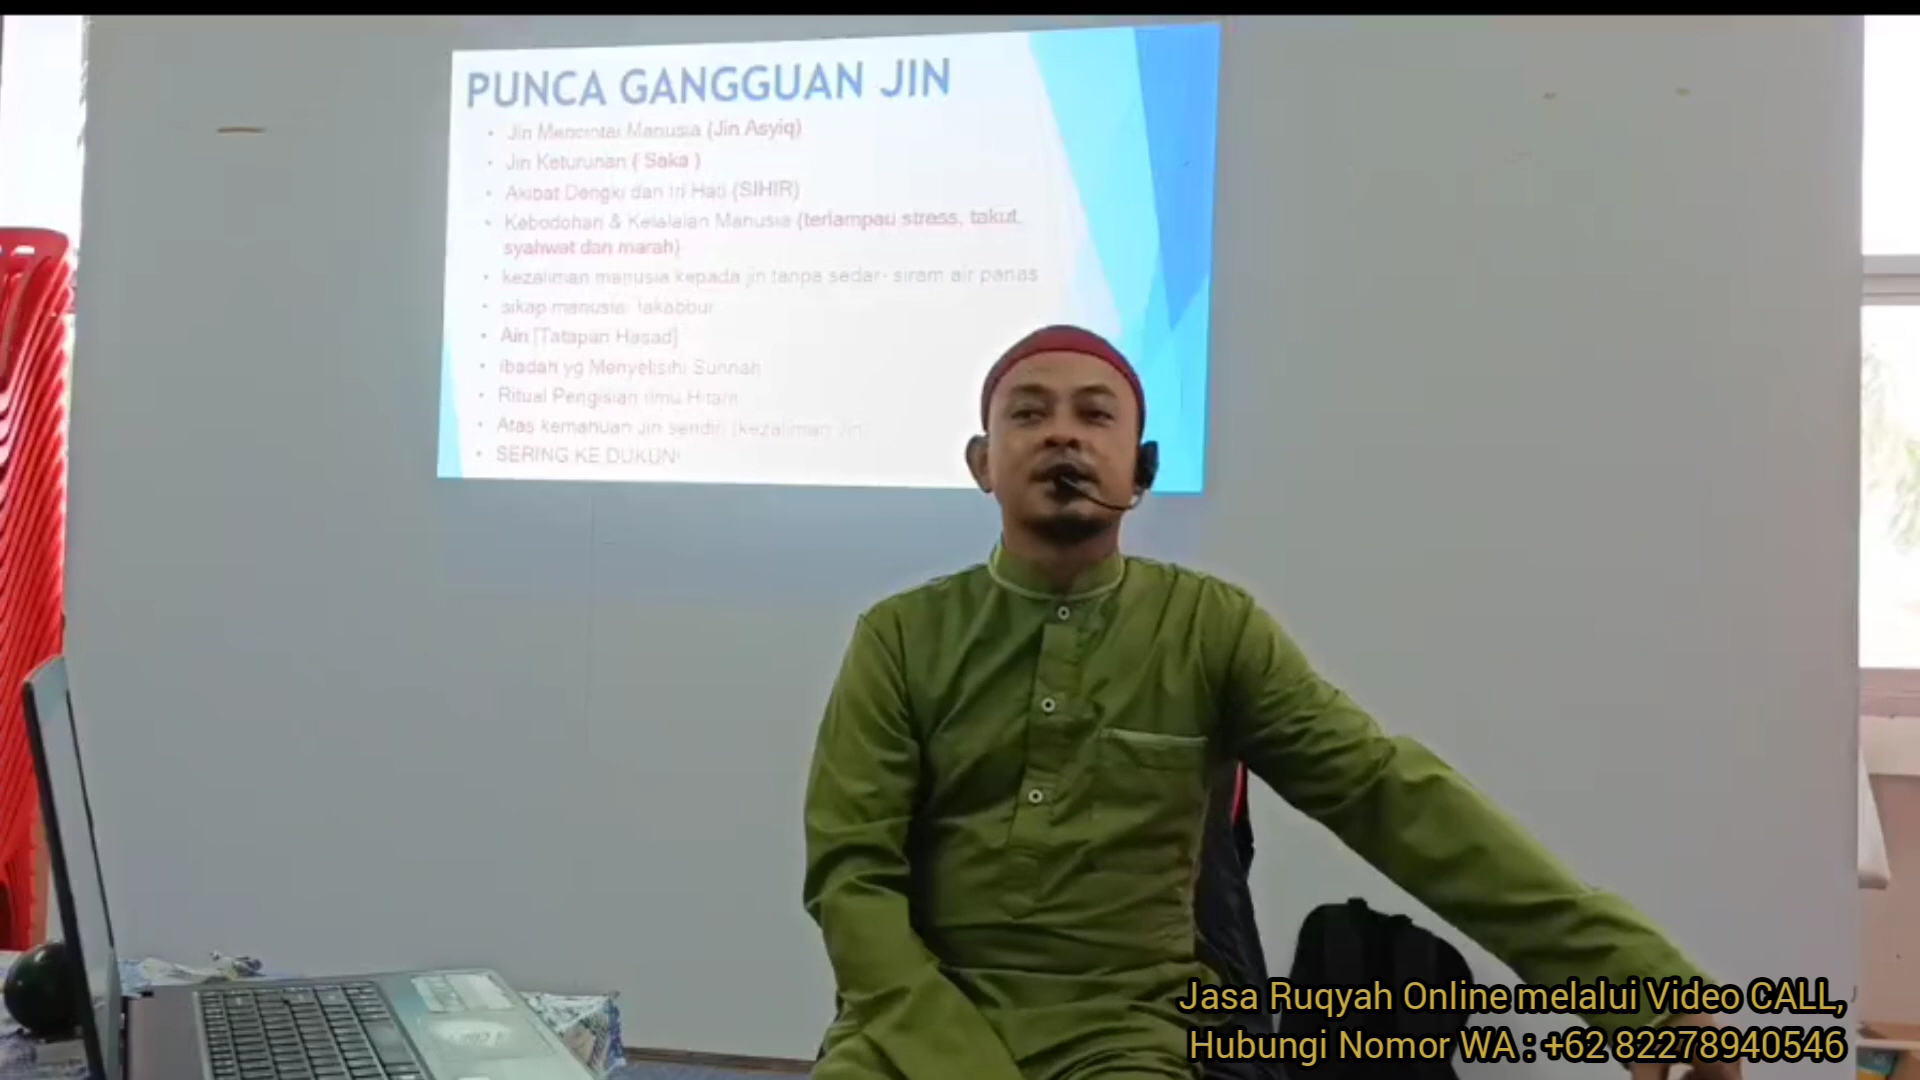 PUNCA GANGGUAN JIN
• Jin Mencintai Manusia (Jin Asyiq)
• Jin Keturunan ( Saka )
• Akibat Dengki dan Iri Hati (SIHIR)
• Kebodohan & Kelalaian Manusia (terlampau stress, takut,
syahwat dan marah)
• kezaliman manusia kepada jin tanpa sedar- siram air panas
• sikap manusia- takabbur
• Ain [Tatapan Hasad]
• ibadah yg Menyelisihi Sunnah
• Ritual Pengisian Ilmu Hitam
• Atas kemahuan jin sendiri (kezaliman Jin)
• SERING KE DUKUN!
Jasa Ruqyah Online melalui Video CALL,
Hubungi Nomor WA : +62 82278940546